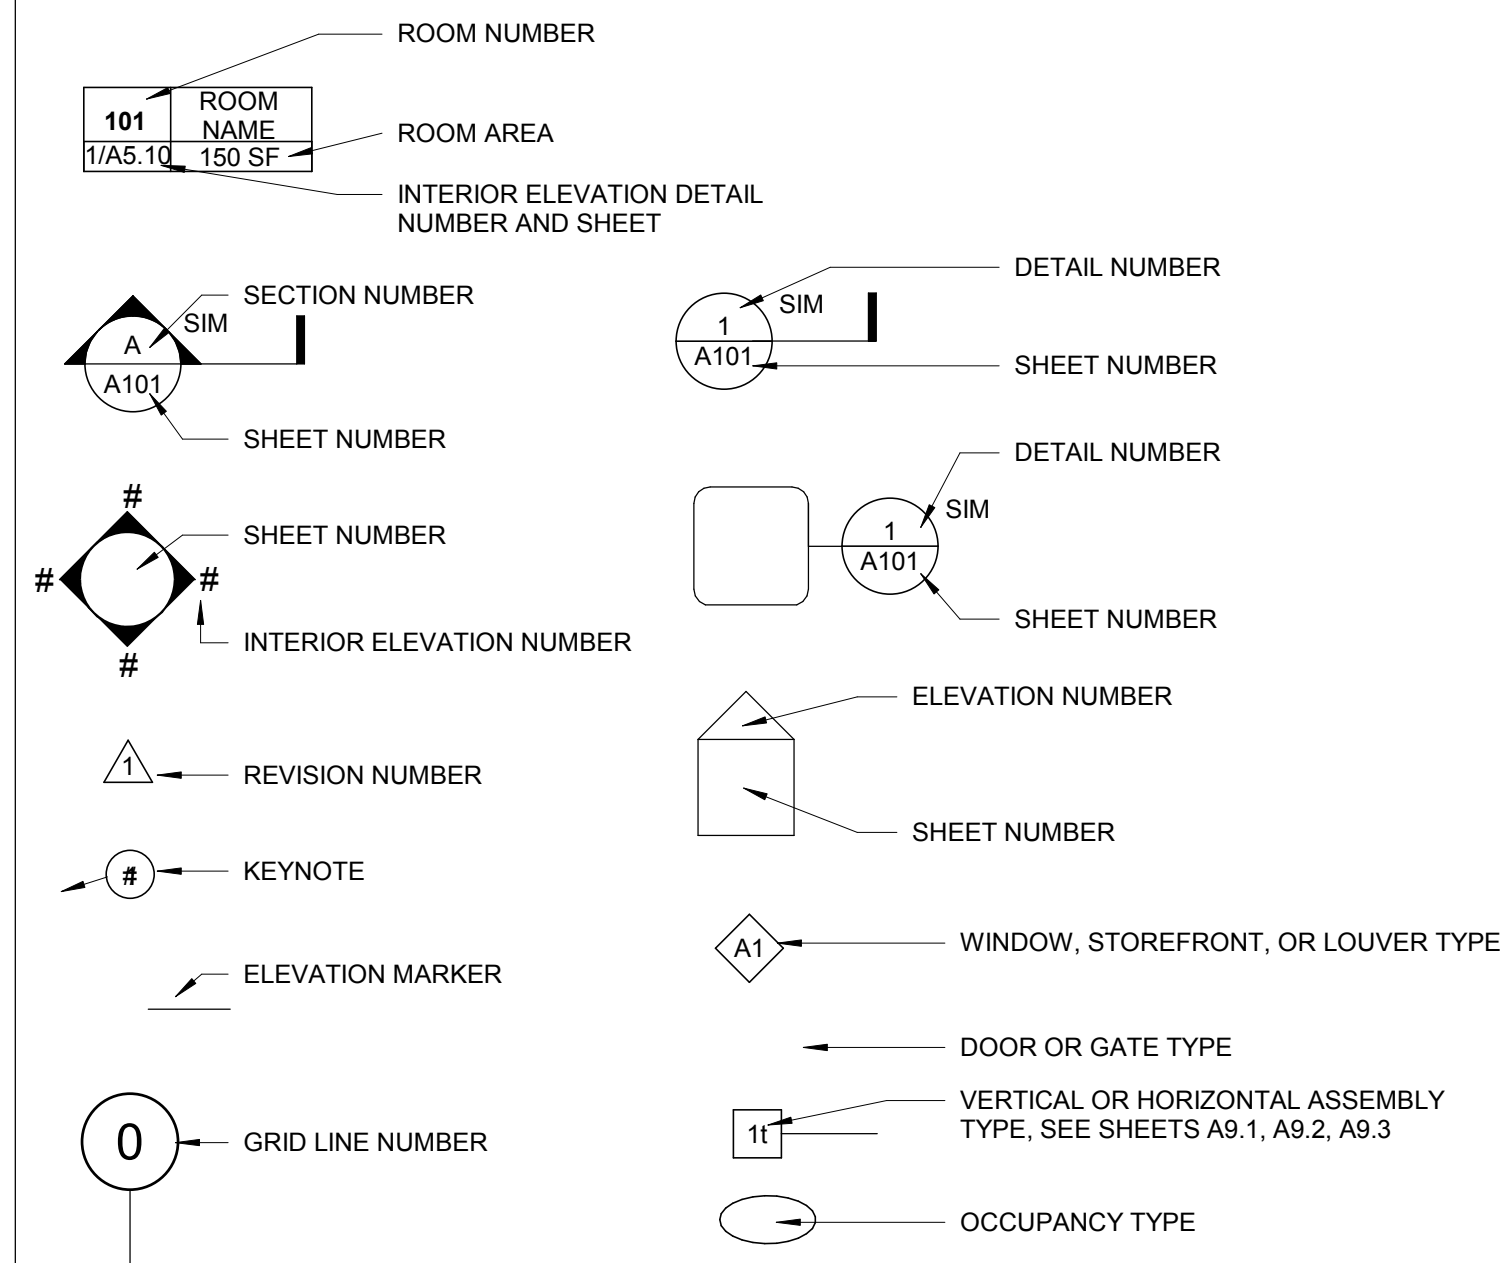 ROOM NUMBER
101
ROOM
NAME
1/A5.10
150 SF
ROOM AREA
INTERIOR ELEVATION DETAIL
NUMBER AND SHEET
SECTION NUMBER
SIM
A
A101
SHEET NUMBER
DETAIL NUMBER
SIM
1
A101
SHEET NUMBER
#
#
#
#
SHEET NUMBER
INTERIOR ELEVATION NUMBER
DETAIL NUMBER
SIM
1
A101
SHEET NUMBER
1
REVISION NUMBER
ELEVATION NUMBER
SHEET NUMBER
#
KEYNOTE
A1
WINDOW, STOREFRONT, OR LOUVER TYPE
ELEVATION MARKER
DOOR OR GATE TYPE
0
GRID LINE NUMBER
1t
VERTICAL OR HORIZONTAL ASSEMBLY
TYPE, SEE SHEETS A9.1, A9.2, A9.3
OCCUPANCY TYPE